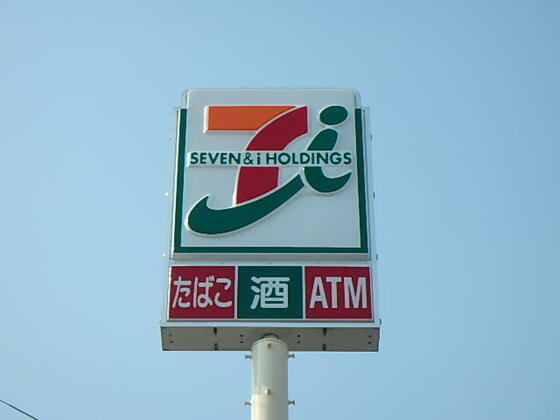 7i
SEVEN & i HOLDINGS
たばこ 酒 ATM